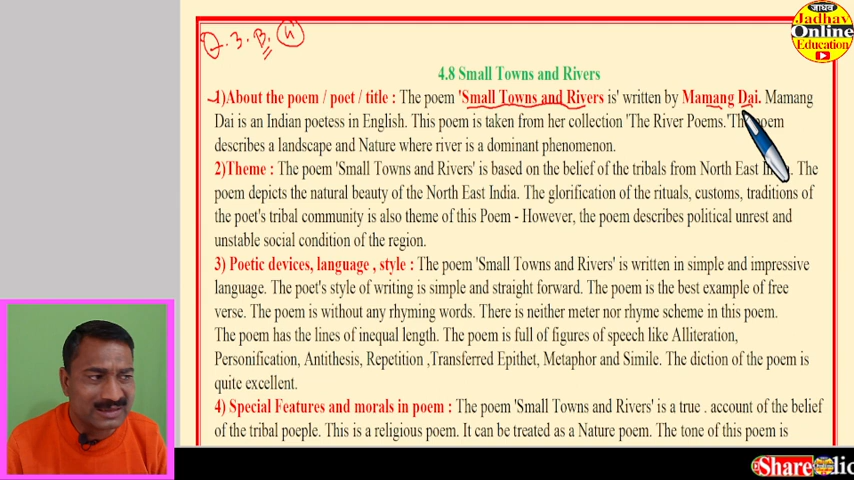 Q.3.B. (4)
जाधव
Jadhav
Online
Education
4.8 Small Towns and Rivers
1)About the poem / poet / title : The poem 'Small Towns and Rivers is' written by Mamang Dai. Mamang
Dai is an Indian poetess in English. This poem is taken from her collection 'The River Poems.'The poem
describes a landscape and Nature where river is a dominant phenomenon.
2)Theme : The poem 'Small Towns and Rivers' is based on the belief of the tribals from North East The
poem depicts the natural beauty of the North East India. The glorification of the rituals, customs, traditions of
the poet's tribal community is also theme of this Poem - However, the poem describes political unrest and
unstable social condition of the region.
3) Poetic devices, language , style : The poem 'Small Towns and Rivers' is written in simple and impressive
language. The poet's style of writing is simple and straight forward. The poem is the best example of free
verse. The poem is without any rhyming words. There is neither meter nor rhyme scheme in this poem.
The poem has the lines of inequal length. The poem is full of figures of speech like Alliteration,
Personification, Antithesis, Repetition ,Transferred Epithet, Metaphor and Simile. The diction of the poem is
quite excellent.
4) Special Features and morals in poem : The poem 'Small Towns and Rivers' is a true . account of the belief
of the tribal poeple. This is a religious poem. It can be treated as a Nature poem. The tone of this poem is
Share